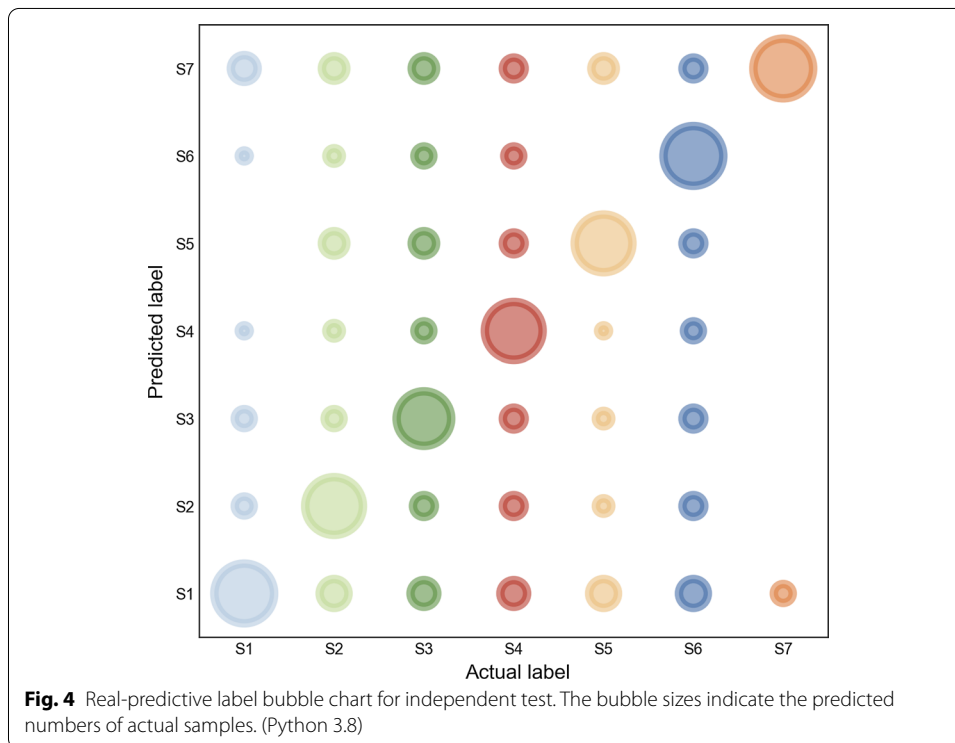 S7
S6
S5
S4
S3
S2
S1
Predicted label
S1 S2 S3 S4 S5 S6 S7
Actual label
Fig. 4 Real-predictive label bubble chart for independent test. The bubble sizes indicate the predicted
numbers of actual samples. (Python 3.8)